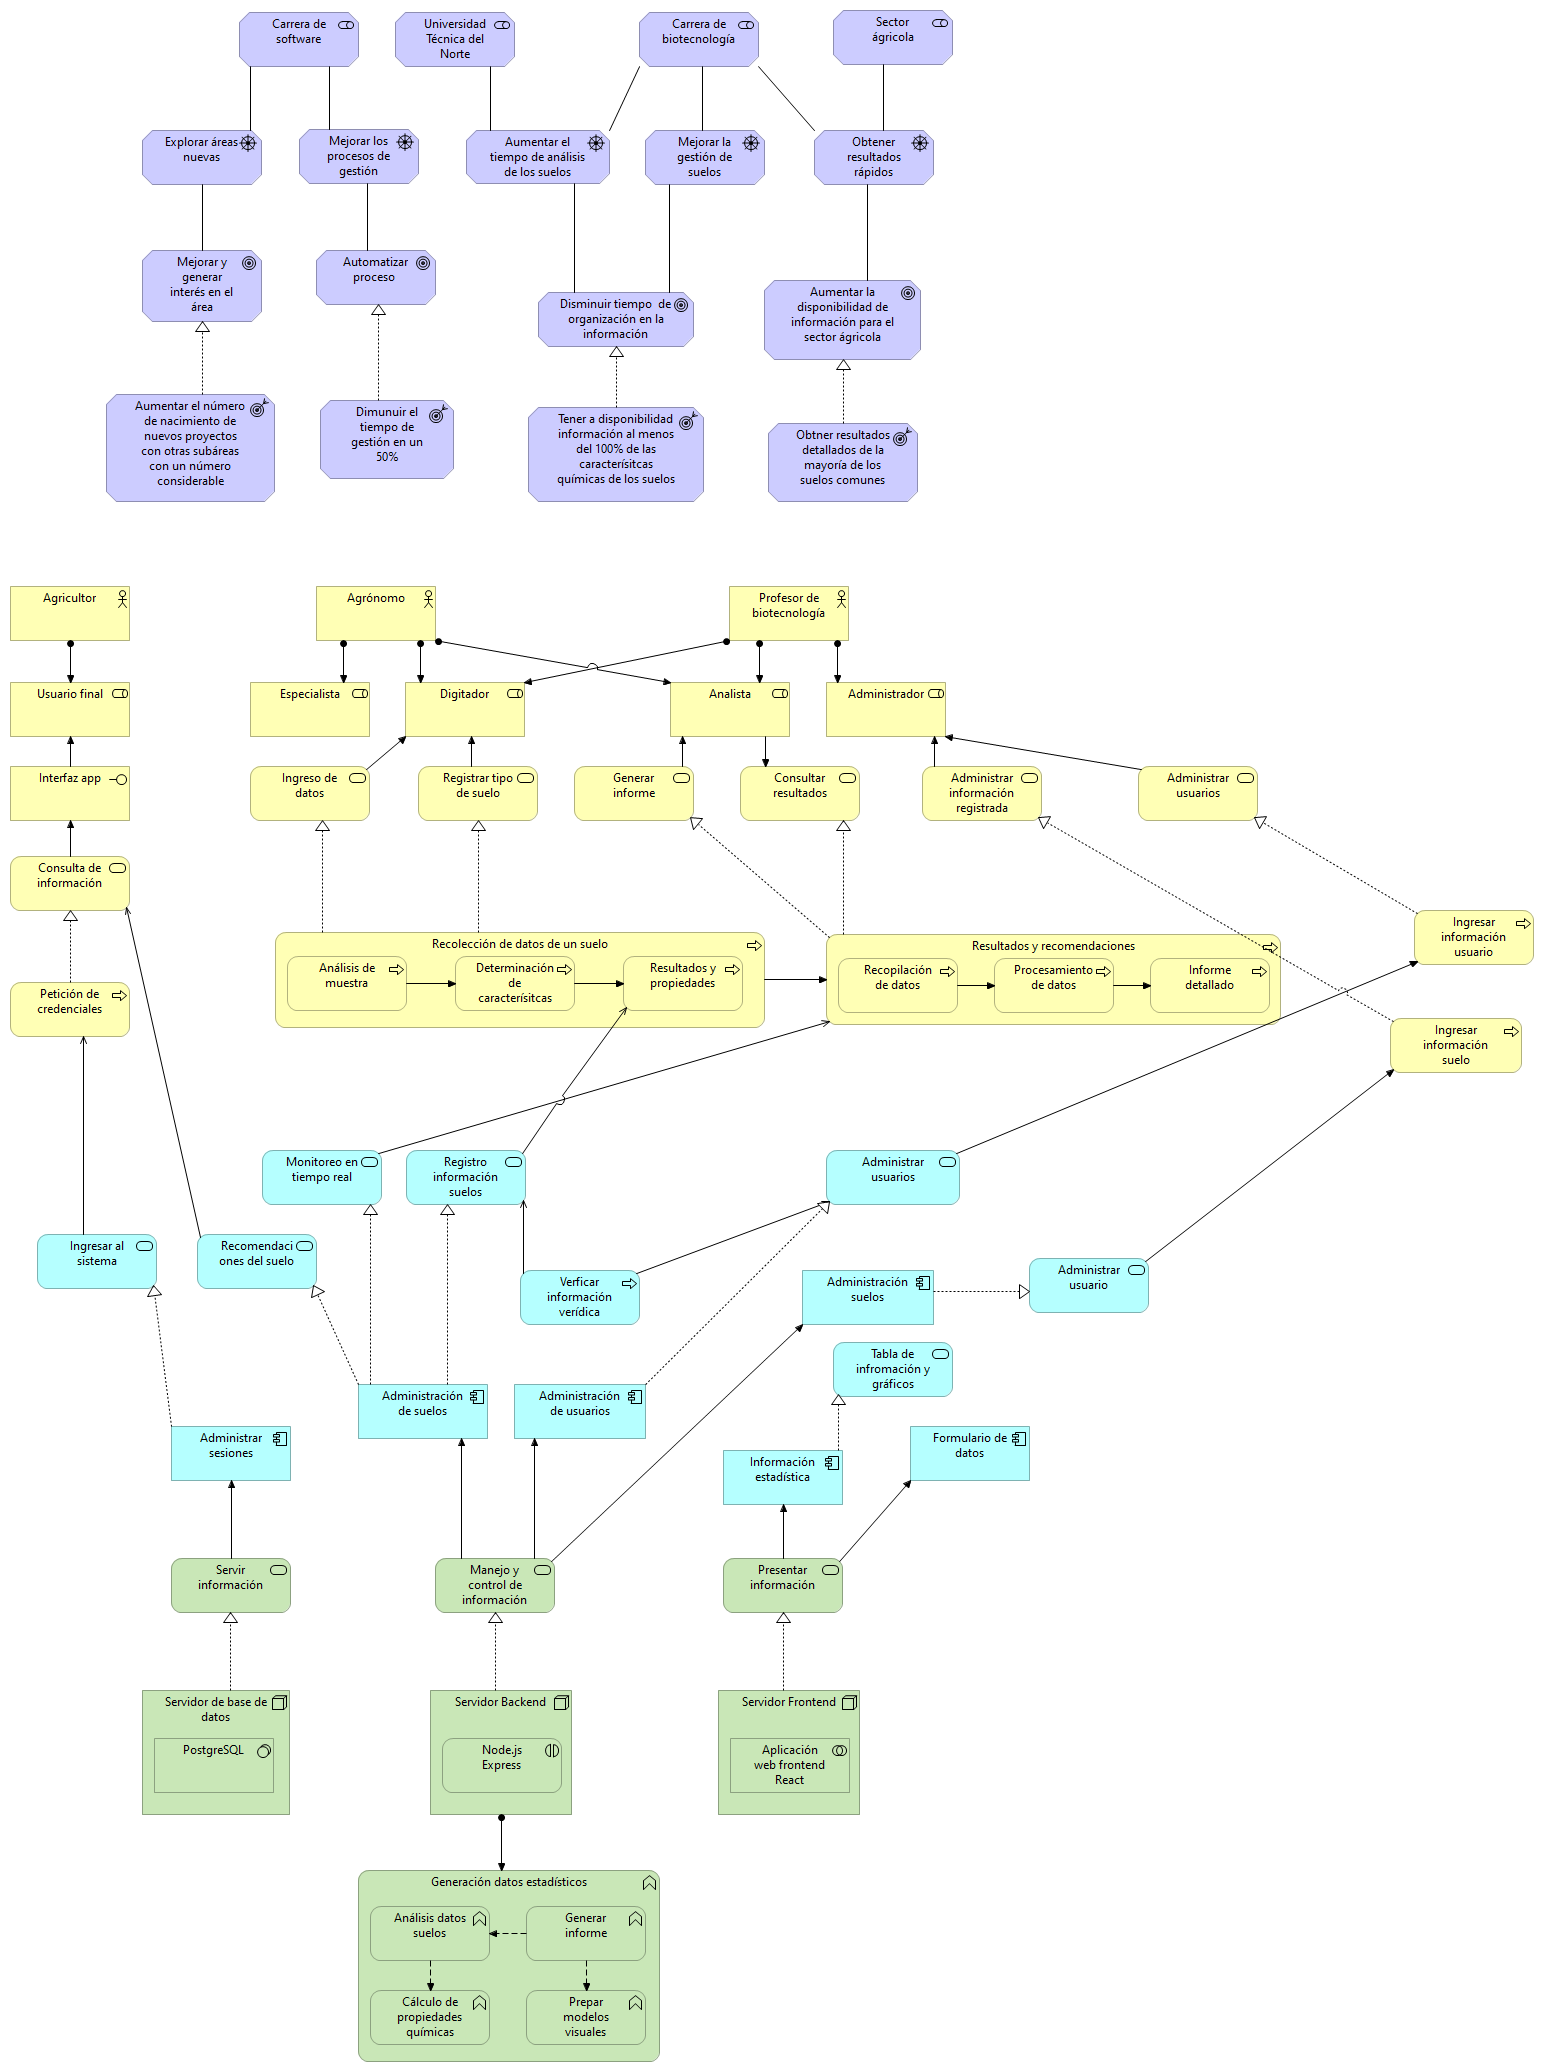 Carrera de
software
Universidad
Técnica del
Norte
Carrera de
biotecnología
Sector
ágricola
Explorar áreas
nuevas
Mejorar los
procesos de
gestión
Aumentar el
tiempo de análisis
de los suelos
Mejorar la
gestión de
suelos
Obtener
resultados
rápidos
Mejorar y
generar
interés en el
área
Automatizar
proceso
Disminuir tiempo de
organización en la
información
Aumentar la
disponibilidad de
información para el
sector ágricola
Aumentar el número
de nacimiento de
nuevos proyectos
con otras subáreas
con un número
considerable
Dimunuir el
tiempo de
gestión en un
50%
Tener a disponibilidad
información al menos
del 100% de las
caracterísitcas
químicas de los suelos
Obtner resultados
detallados de la
mayoría de los
suelos comunes
Agricultor
Agrónomo
Profesor de
biotecnología
Usuario final
Especialista
Digitador
Analista
Administrador
Interfaz app
Ingreso de
datos
Registrar tipo
de suelo
Generar
informe
Consultar
resultados
Administrar
información
registrada
Administrar
usuarios
Consulta de
información
Ingresar
información
usuario
Recolección de datos de un suelo
Análisis de
muestra
Determinación
de
caracterísitcas
Resultados y
propiedades
Resultados y recomendaciones
Recopilación
de datos
Procesamiento
de datos
Informe
detallado
Petición de
credenciales
Ingresar
información
suelo
Monitoreo en
tiempo real
Registro
información
suelos
Administrar
usuarios
Ingresar al
sistema
Recomendaci
ones del suelo
Verficar
información
verídica
Administración
suelos
Administrar
usuario
Tabla de
infromación y
gráficos
Administración
de suelos
Administración
de usuarios
Administrar
sesiones
Información
estadística
Formulario de
datos
Servir
información
Manejo y
control de
información
Presentar
información
Servidor de base de
datos
PostgreSQL
Servidor Backend
Node.js
Express
Servidor Frontend
Aplicación
web frontend
React
Generación datos estadísticos
Análisis datos
suelos
Generar
informe
Cálculo de
propiedades
químicas
Prepar
modelos
visuales